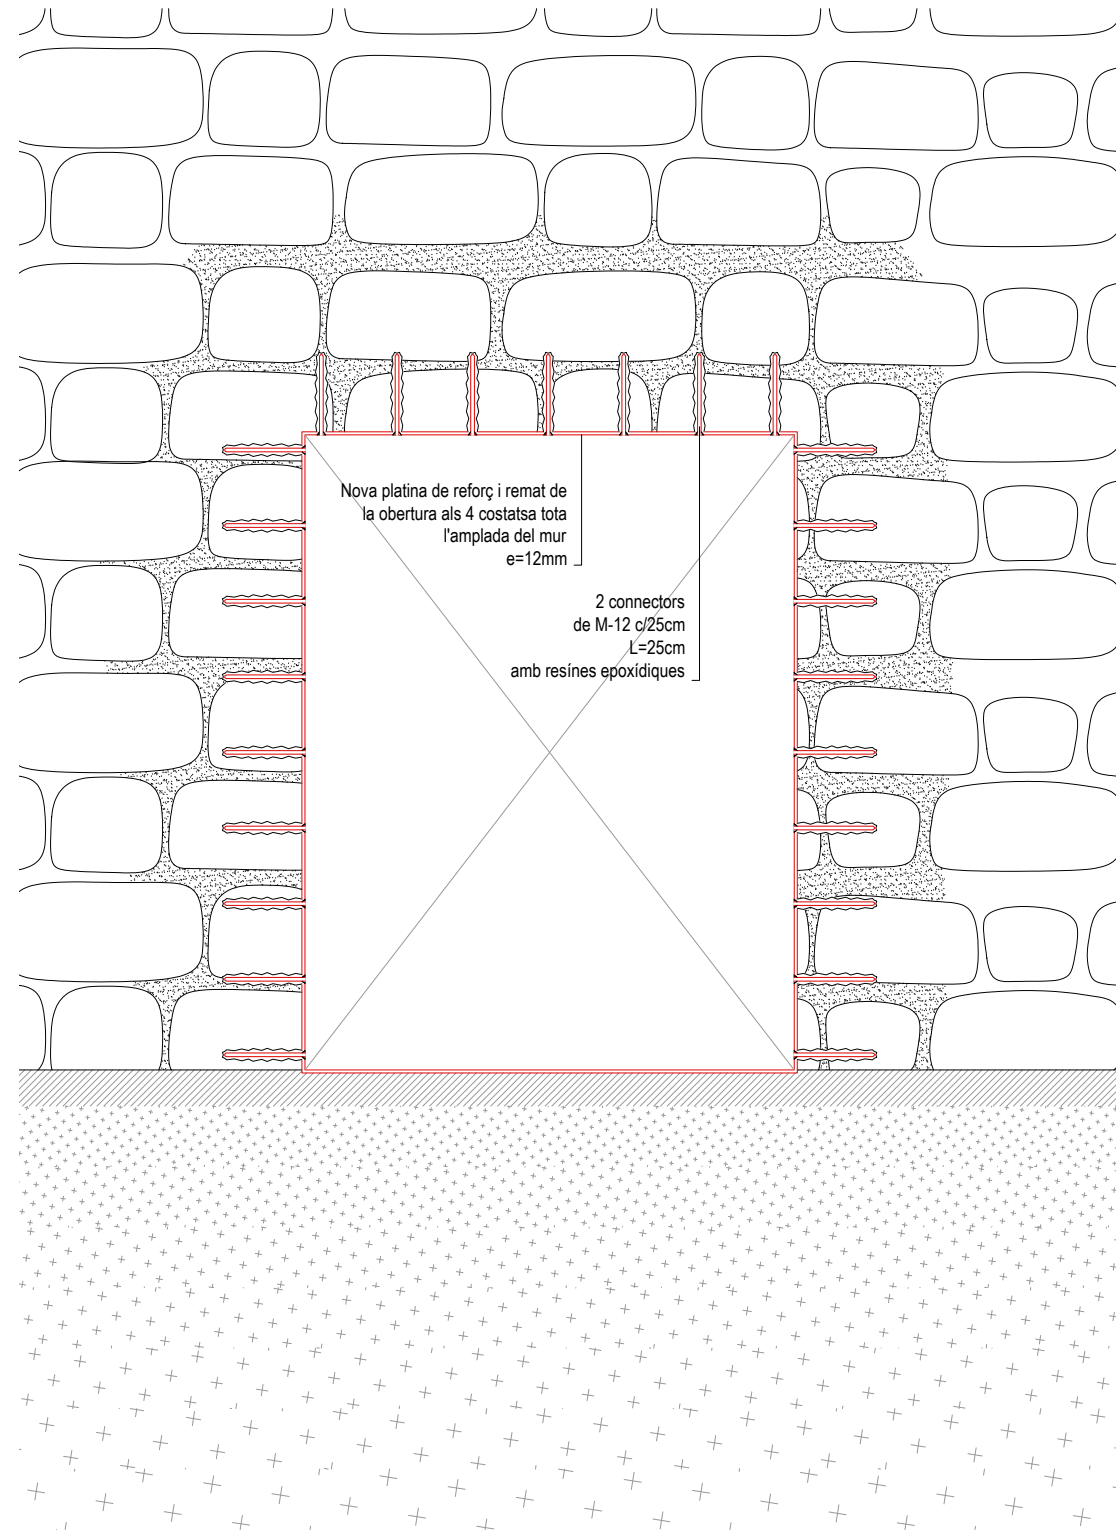 Nova platina de reforç i remat de
la obertura als 4 costatsa tota
l'amplada del mur
e=12mm
2 connectors
de M-12 c/25cm
L=25cm
amb resínes epoxídiques